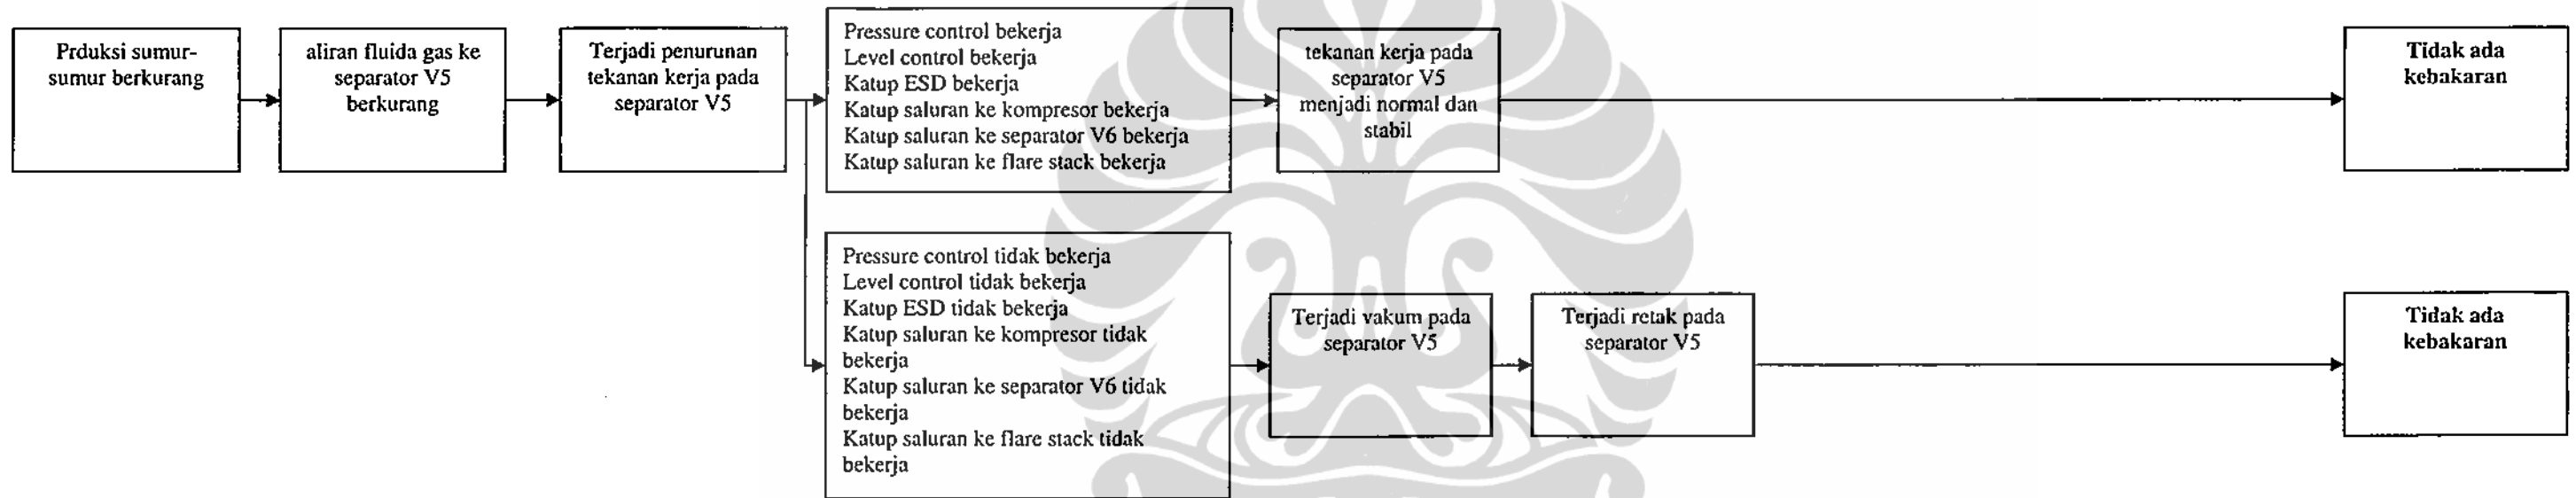 Prduksi sumur-
sumur berkurang
aliran fluida gas ke
separator V5
berkurang
Terjadi penurunan
tekanan kerja pada
separator V5
Pressure control bekerja
Level control bekerja
Katup ESD bekerja
Katup saluran ke kompresor bekerja
Katup saluran ke separator V6 bekerja
Katup saluran ke flare stack bekerja
tekanan kerja pada
separator V5
menjadi normal dan
stabil
Tidak ada
kebakaran
Pressure control tidak bekerja
Level control tidak bekerja
Katup ESD tidak bekerja
Katup saluran ke kompresor tidak
bekerja
Katup saluran ke separator V6 tidak
bekerja
Katup saluran ke flare stack tidak
bekerja
Terjadi vakum pada
separator V5
Terjadi retak pada
separator V5
Tidak ada
kebakaran